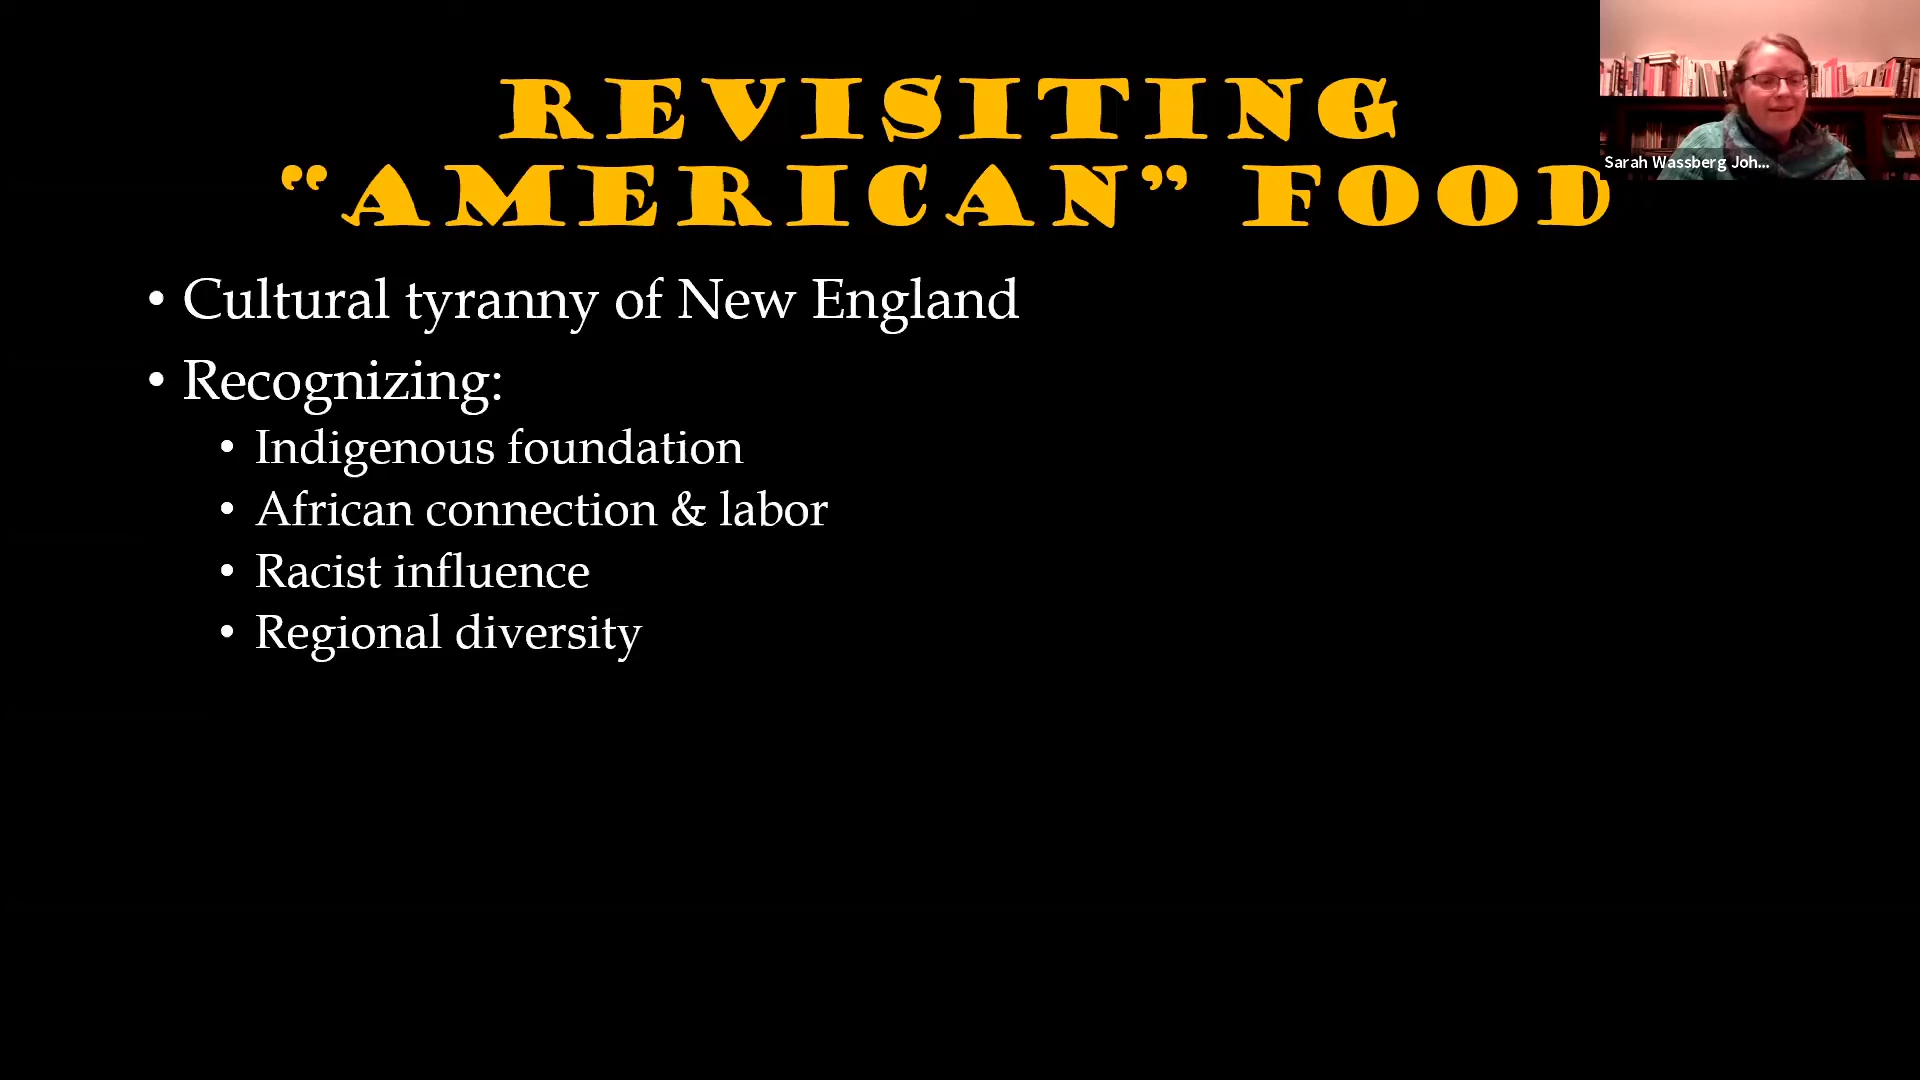 REVISITING
“AMERICAN” FOOD
Sarah Wassberg Joh...
• Cultural tyranny of New England
• Recognizing:
• Indigenous foundation
• African connection & labor
• Racist influence
• Regional diversity